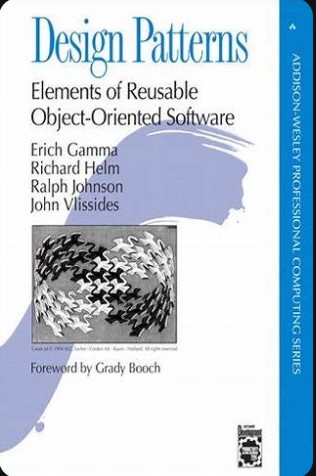 Design Patterns
Elements of Reusable
Object-Oriented Software
Erich Gamma
Richard Helm
Ralph Johnson
John Vlissides
Foreword by Grady Booch
ADDISON-WESLEY PROFESSIONAL COMPUTING SERIES